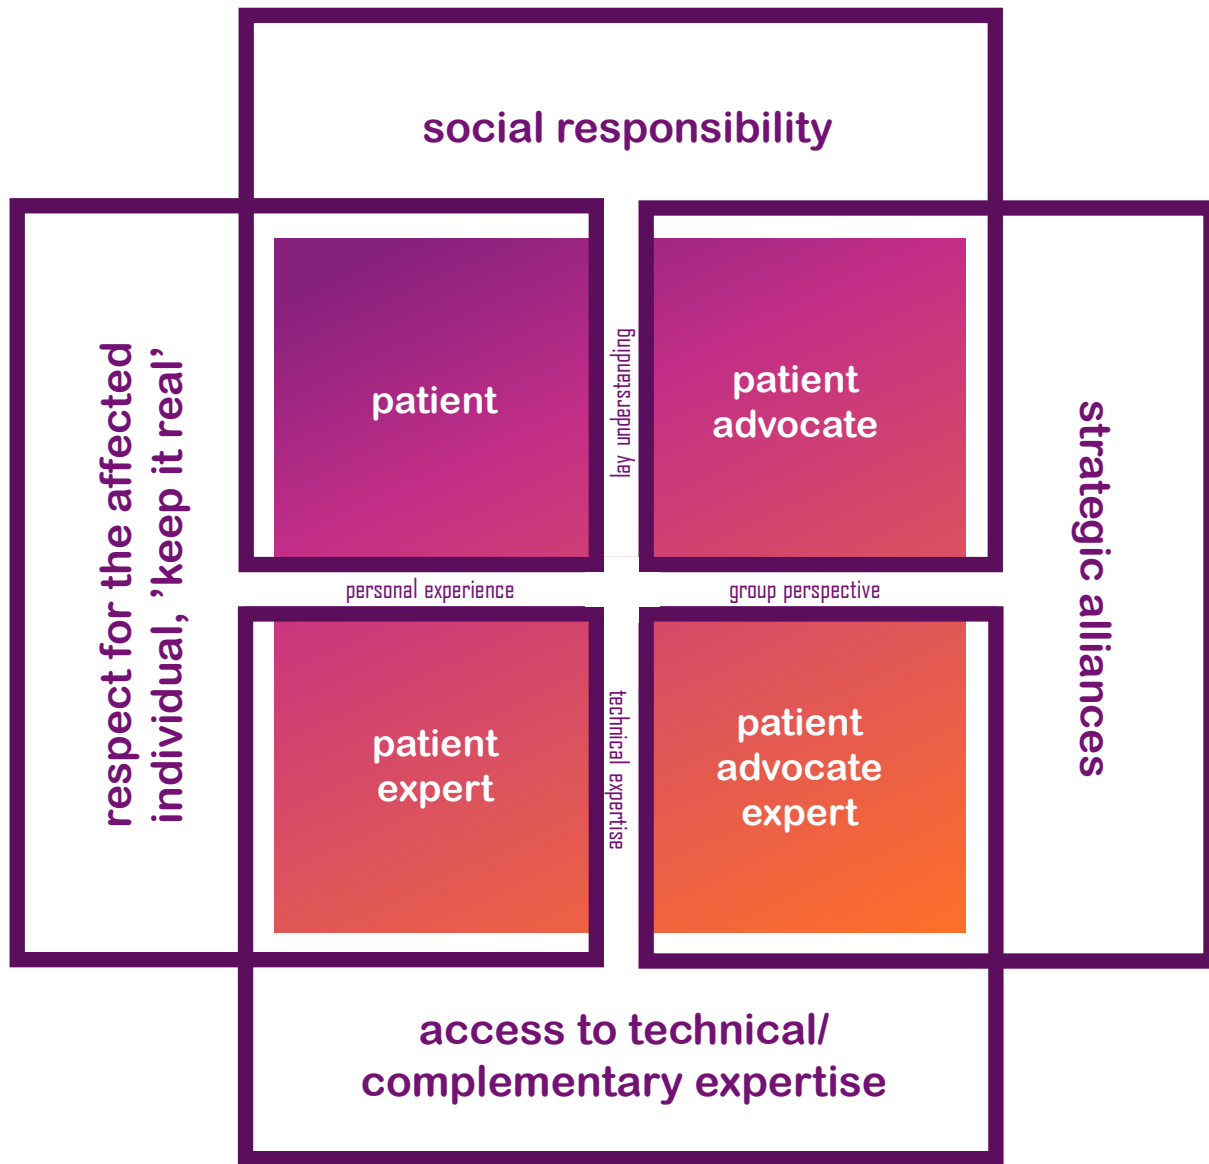 social responsibility
respect for the affected
individual, ’keep it real’
patient
lay understanding
patient
advocate
strategic alliances
personal experience
group perspective
patient
expert
technical expertise
patient
advocate
expert
access to technical/
complementary expertise